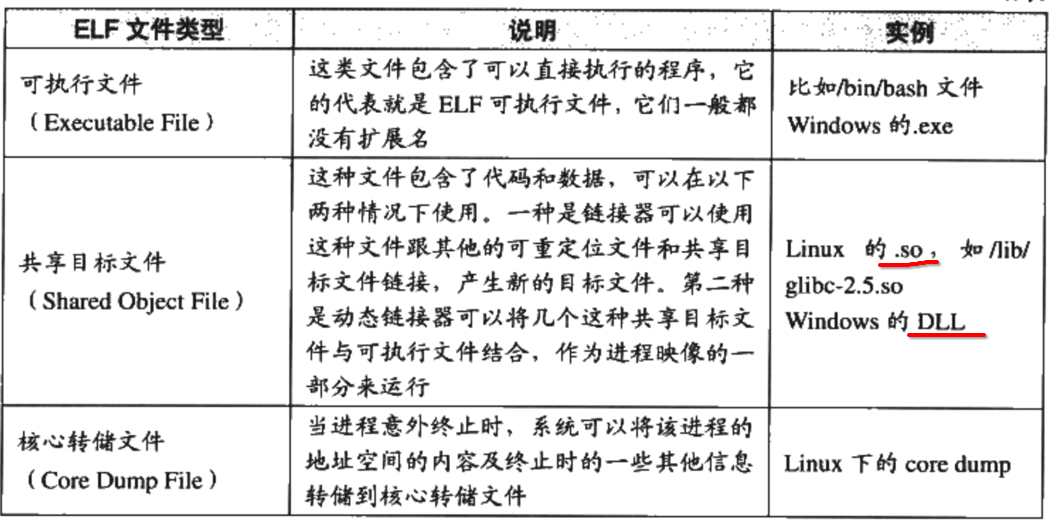 ELF 文件类型
说明
实例
可执行文件
（Executable File）
这类文件包含了可以直接执行的程序，它
的代表就是 ELF 可执行文件，它们一般都
没有扩展名
比如/bin/bash 文件
Windows 的.exe
共享目标文件
（Shared Object File）
这种文件包含了代码和数据，可以在以下
两种情况下使用。一种是链接器可以使用
这种文件跟其他的可重定位文件和共享目
标文件链接，产生新的目标文件。第二种
是动态链接器可以将几个这种共享目标文
件与可执行文件结合，作为进程映像的一
部分来运行
Linux 的 .so，如 /lib/
glibc-2.5.so
Windows 的 DLL
核心转储文件
（Core Dump File）
当进程意外终止时，系统可以将该进程的
地址空间的内容及终止时的一些其他信息
转储到核心转储文件
Linux 下的 core dump